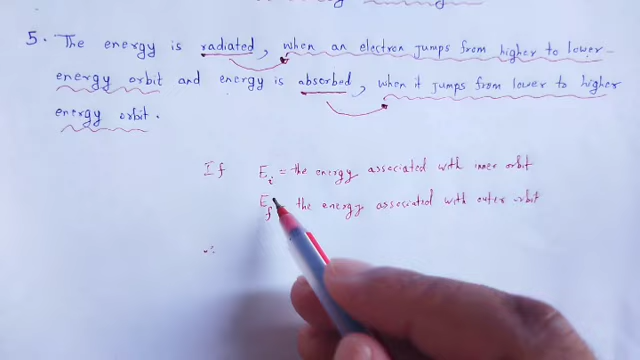 5. The energy is radiated, when an electron jumps from higher to lower
energy orbit and energy is absorbed, when it jumps from lower to higher
energy orbit.
If Ei = the energy associated with inner orbit
Ef = the energy associated with outer orbit
∴